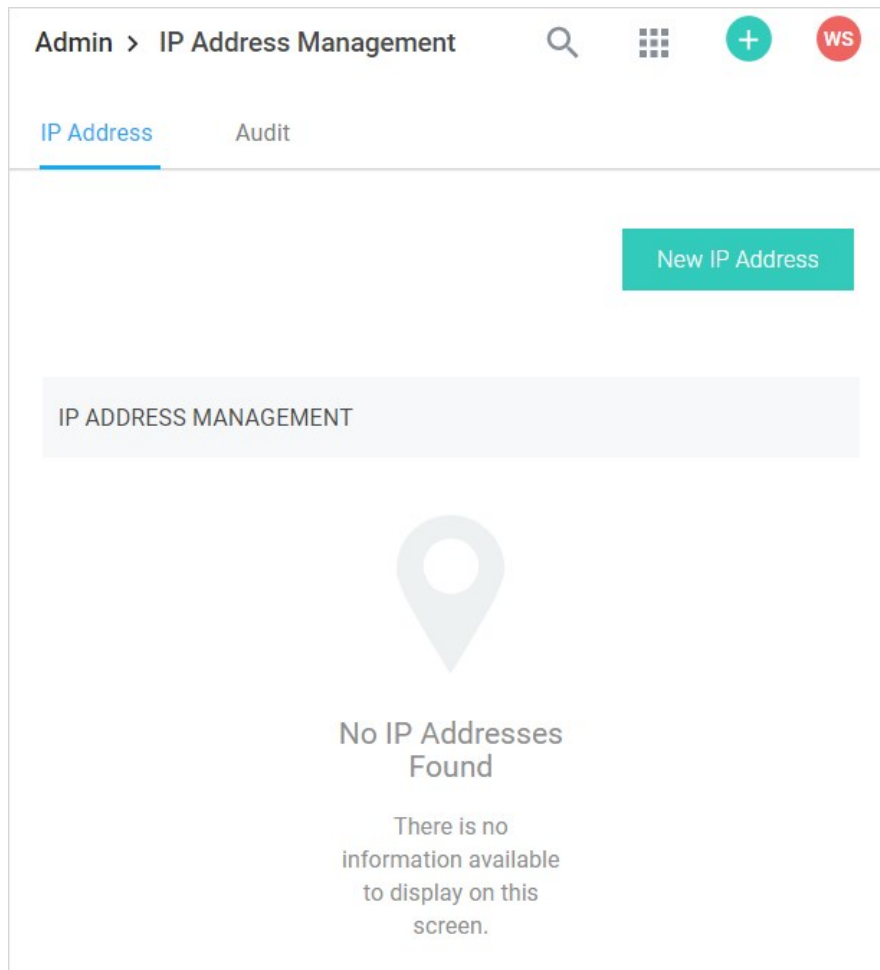 Admin > IP Address Management
WS
IP Address Audit
New IP Address
IP ADDRESS MANAGEMENT
No IP Addresses
Found
There is no
information available
to display on this
screen.